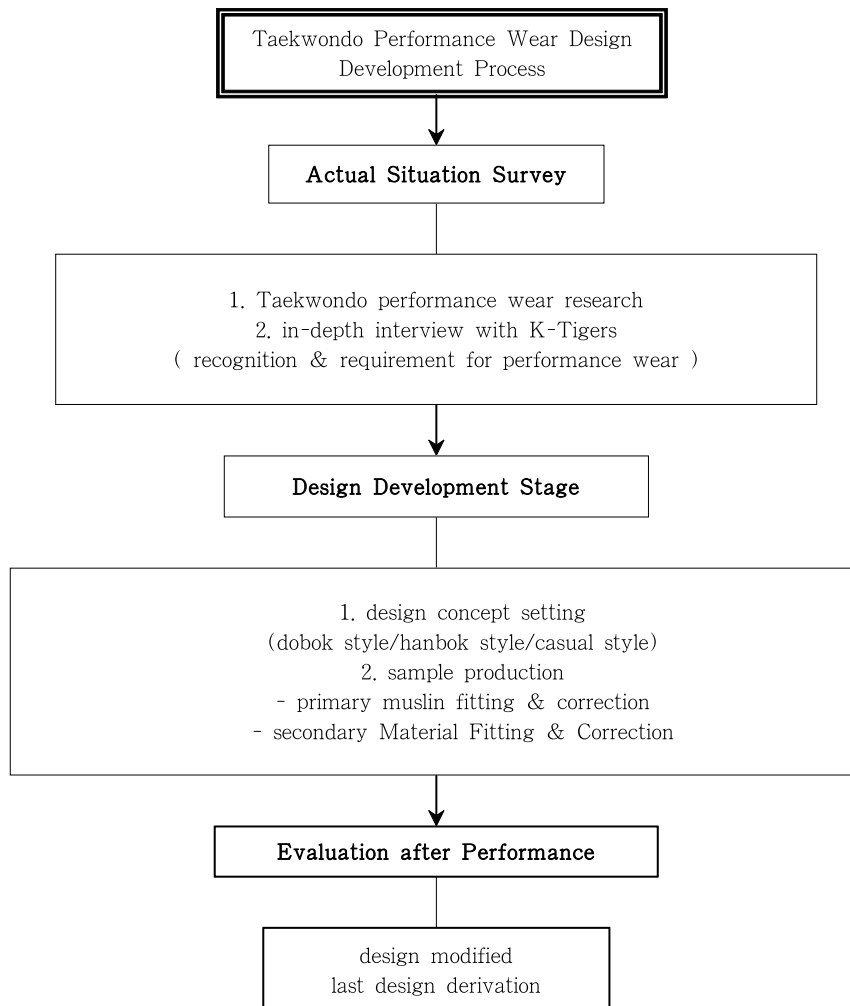 Taekwondo Performance Wear Design
Development Process
Actual Situation Survey
1. Taekwondo performance wear research
2. in-depth interview with K-Tigers
( recognition & requirement for performance wear )
Design Development Stage
1. design concept setting
(dobok style/hanbok style/casual style)
2. sample production
- primary muslin fitting & correction
- secondary Material Fitting & Correction
Evaluation after Performance
design modified
last design derivation